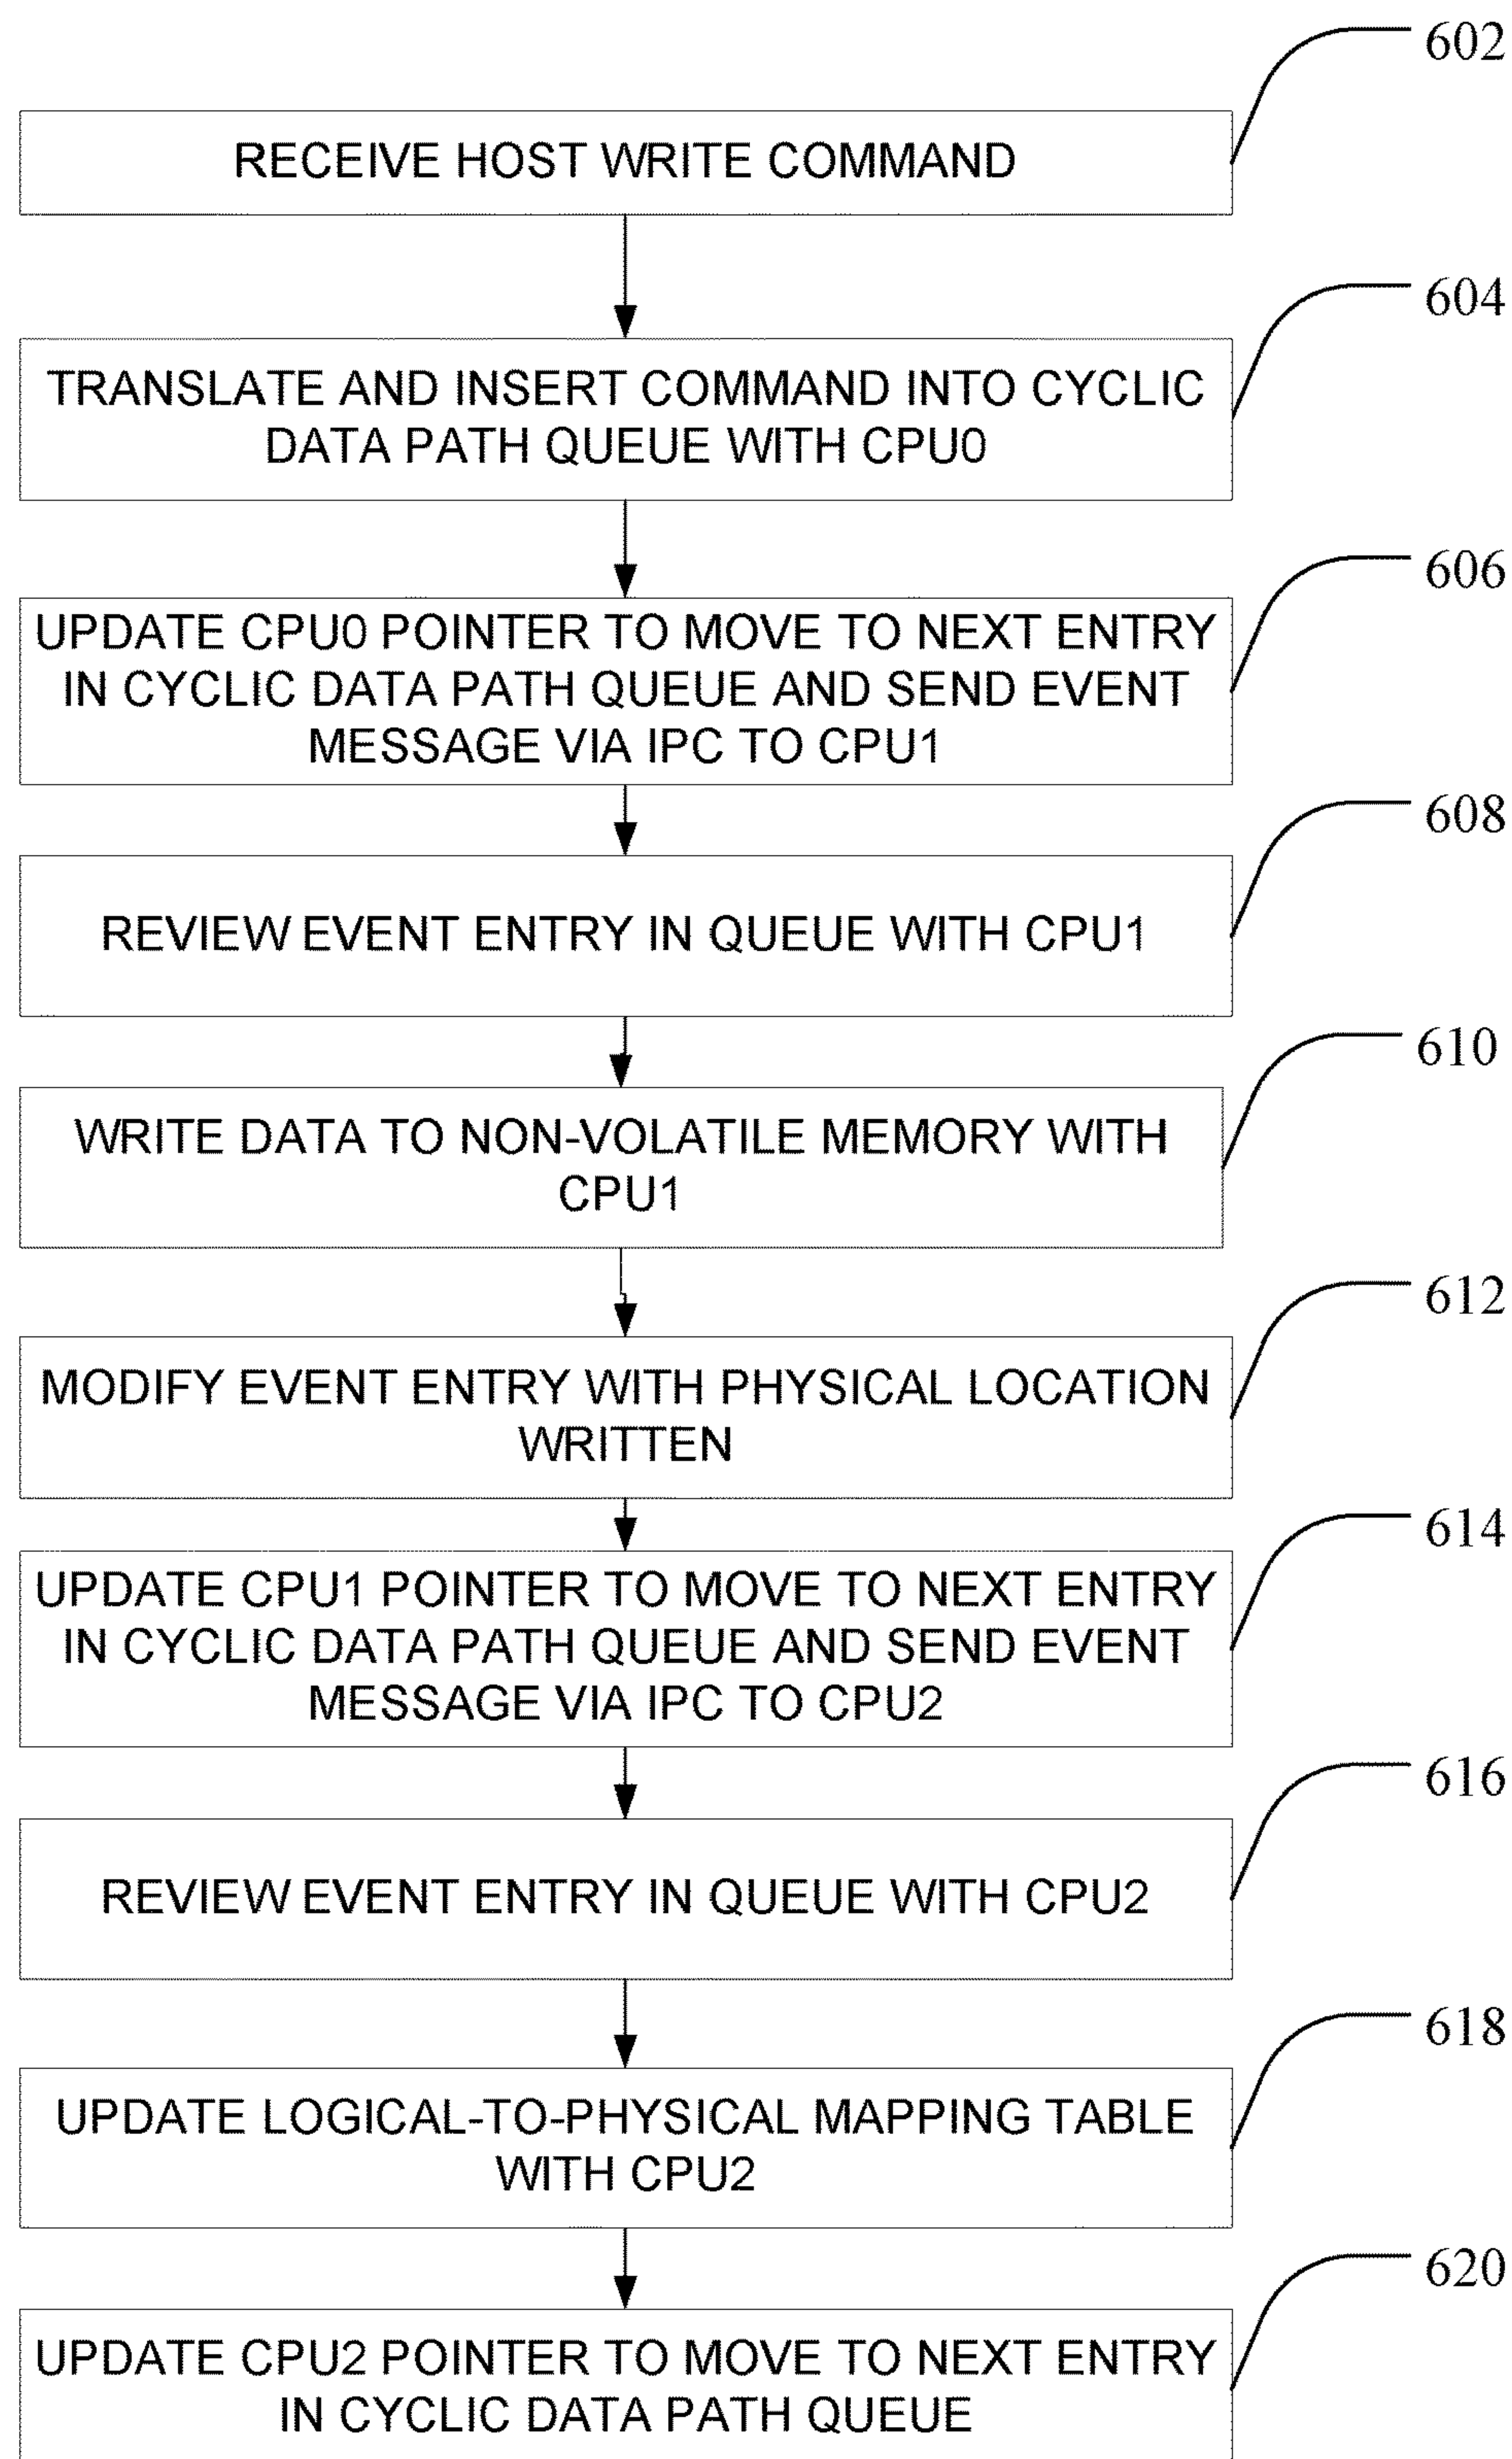 602
RECEIVE HOST WRITE COMMAND
604
TRANSLATE AND INSERT COMMAND INTO CYCLIC
DATA PATH QUEUE WITH CPU0
606
UPDATE CPU0 POINTER TO MOVE TO NEXT ENTRY
IN CYCLIC DATA PATH QUEUE AND SEND EVENT
MESSAGE VIA IPC TO CPU1
608
REVIEW EVENT ENTRY IN QUEUE WITH CPU1
610
WRITE DATA TO NON-VOLATILE MEMORY WITH
CPU1
612
MODIFY EVENT ENTRY WITH PHYSICAL LOCATION
WRITTEN
614
UPDATE CPU1 POINTER TO MOVE TO NEXT ENTRY
IN CYCLIC DATA PATH QUEUE AND SEND EVENT
MESSAGE VIA IPC TO CPU2
616
REVIEW EVENT ENTRY IN QUEUE WITH CPU2
618
UPDATE LOGICAL-TO-PHYSICAL MAPPING TABLE
WITH CPU2
620
UPDATE CPU2 POINTER TO MOVE TO NEXT ENTRY
IN CYCLIC DATA PATH QUEUE